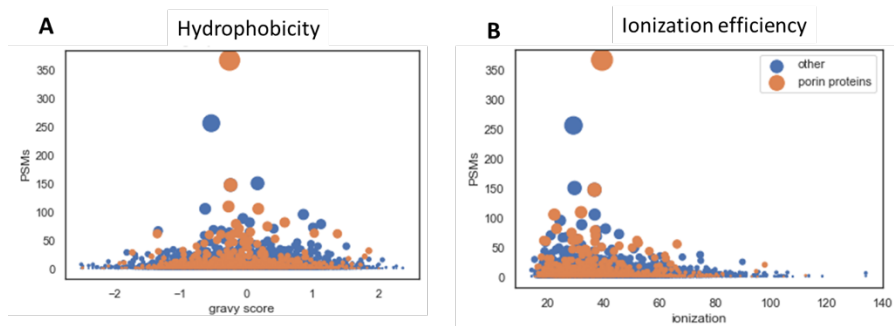 A
Hydrophobicity
PSMs
350
300
250
200
150
100
50
0
−2
−1
0
1
2
gravy score
B
Ionization efficiency
other
porin proteins
PSMs
350
300
250
200
150
100
50
0
20
40
60
80
100
120
140
ionization